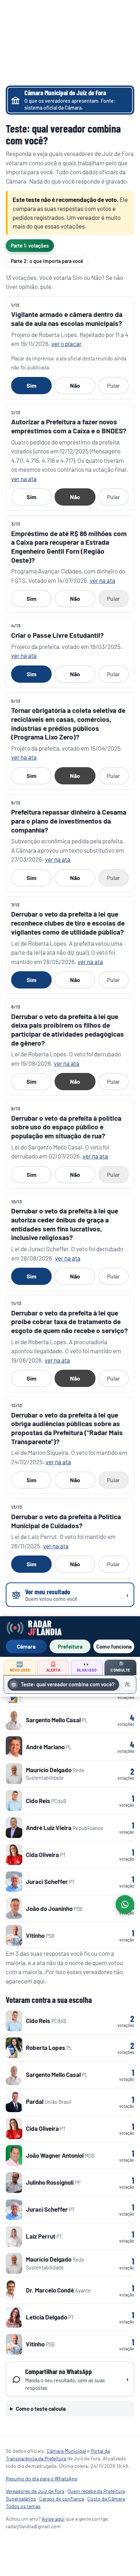 Câmara Municipal de Juiz de Fora
O que os vereadores apresentam. Fonte:
sistema oficial da Câmara.
Teste: qual vereador combina
com você?
Responda e veja quais vereadores de Juiz de Fora
votaram como você e quais trabalham pelo que
importa para você. Tudo com dados oficiais da
Câmara. Nada do que você responde é gravado.
Este teste não é recomendação de voto. Ele
compara as suas respostas com votos e
pedidos registrados. Um vereador é muito
mais do que essas votações.
Parte 1: votações
Parte 2: o que importa para você
13 votações. Você votaria Sim ou Não? Se não
tiver opinião, pule.
1/13
Vigilante armado e câmera dentro da
sala de aula nas escolas municipais?
Projeto de Roberta Lopes. Rejeitado por 11 a 4
em 19/11/2026. ver o placar
Placar da imprensa: a ata oficial desta reunião ainda
não foi publicada.
Sim Não Pular
2/13
Autorizar a Prefeitura a fazer novos
empréstimos com a Caixa e o BNDES?
Quatro pedidos de empréstimo da prefeita
votados juntos em 12/12/2025 (Mensagens
4.711, 4.715, 4.718 e 4.717). Os quatro tiveram
os mesmos votos contrários na votação final.
ver na ata
Sim Não Pular
3/13
Empréstimo de até R$ 86 milhões com
a Caixa para recuperar a Estrada
Engenheiro Gentil Forn (Região
Oeste)?
Programa Avançar Cidades, com dinheiro do
FGTS. Votado em 14/07/2026. ver na ata
Sim Não Pular
4/13
Criar o Passe Livre Estudantil?
Projeto da prefeita, votado em 19/03/2025.
ver na ata
Sim Não Pular
5/13
Tornar obrigatória a coleta seletiva de
recicláveis em casas, comércios,
indústrias e prédios públicos
(Programa Lixo Zero)?
Projeto da prefeita, votado em 15/04/2025.
ver na ata
Sim Não Pular
6/13
Prefeitura repassar dinheiro à Cesama
para o plano de investimentos da
companhia?
Subvenção econômica pedida pela prefeita.
A Câmara aprovou um texto substitutivo em
27/03/2026. ver na ata
Sim Não Pular
7/13
Derrubar o veto da prefeita à lei que
reconhece clubes de tiro e escolas de
vigilantes como de utilidade pública?
Lei de Roberta Lopes. A prefeita vetou uma
parte da lei (a ata não diz qual). O veto foi
mantido em 28/05/2026. ver na ata
Sim Não Pular
8/13
Derrubar o veto da prefeita à lei que
deixa pais proibirem os filhos de
participar de atividades pedagógicas
de gênero?
Lei de Roberta Lopes. O veto foi derrubado
em 18/08/2026. ver na ata
Sim Não Pular
9/13
Derrubar o veto da prefeita à política
sobre uso do espaço público e
população em situação de rua?
Lei do Sargento Mello Casal. O veto foi
derrubado em 02/07/2026. ver na ata
Sim Não Pular
10/13
Derrubar o veto da prefeita à lei que
autoriza ceder ônibus de graça a
entidades sem fins lucrativos,
inclusive religiosas?
Lei de Juraci Scheffer. O veto foi derrubado
em 28/08/2026. ver na ata
Sim Não Pular
11/13
Derrubar o veto da prefeita à lei que
proíbe cobrar taxa de tratamento de
esgoto de quem não recebe o serviço?
Lei de Roberta Lopes. A procuradoria
apontou ilegalidade. O veto foi mantido em
19/06/2026. ver na ata
Sim Não Pular
12/13
Derrubar o veto da prefeita à lei que
obriga audiências públicas sobre as
propostas da Prefeitura ("Radar Mais
Transparente")?
Lei de Marlon Siqueira. O veto foi mantido em
24/02/2025. ver na ata
Sim Não Pular
13/13
Derrubar o veto da prefeita à Política
Municipal de Cuidados?
Lei de Laiz Perrut. O veto foi mantido em
26/11/2025. ver na ata
Sim Não Pular
Ver meu resultado
Quem votou como você
RADAR
JF LÂNDIA
Câmara Prefeitura Como funciona
NOVO USER ALERTA OLHA ISSO CONSULTE
Teste: qual vereador combina com você?
votações
Sargento Mello Casal PL
4
votações
André Mariano PL
4
votações
Maurício Delgado Rede
Sustentabilidade
2
votações
Cido Reis PCdoB
1
votação
André Luiz Vieira Republicanos
1
votação
Cida Oliveira PT
1
votação
Juraci Scheffer PT
1
votação
João do Joaninho PSB
1
Vitinho PSB
1
votação
Em 3 das suas respostas você ficou com a
maioria, e a ata não dá o nome de quem votou
com a maioria. Por isso esses vereadores não
aparecem aqui.
Votaram contra a sua escolha
Cido Reis PCdoB
2
votações
Roberta Lopes PL
2
votações
Sargento Mello Casal PL
1
votação
Pardal União Brasil
1
votação
Cida Oliveira PT
1
votação
João Wagner Antoniol MDB
1
votação
Julinho Rossignoli PP
1
votação
Juraci Scheffer PT
1
votação
Laiz Perrut PT
1
votação
Maurício Delgado Rede
Sustentabilidade
1
votação
Dr. Marcelo Condé Avante
1
votação
Letícia Delgado PT
1
votação
Vitinho PSB
1
votação
Compartilhar no WhatsApp
Manda o seu resultado, sem as suas
respostas
Como o teste calcula
Só dados oficiais: Câmara Municipal e Portal da
Transparência da Prefeitura de Juiz de Fora. Atualizado
todo dia de madrugada. Última coleta: 24/11/2026 19:43.
Resumo do dia para o WhatsApp
Vereadores de Juiz de Fora · Quem recebe da Prefeitura ·
Supersalários · Cargos de confiança · Custo da Câmara ·
Todos os temas
Achou um erro? Avise aqui que a gente corrige:
radarjflandia@gmail.com